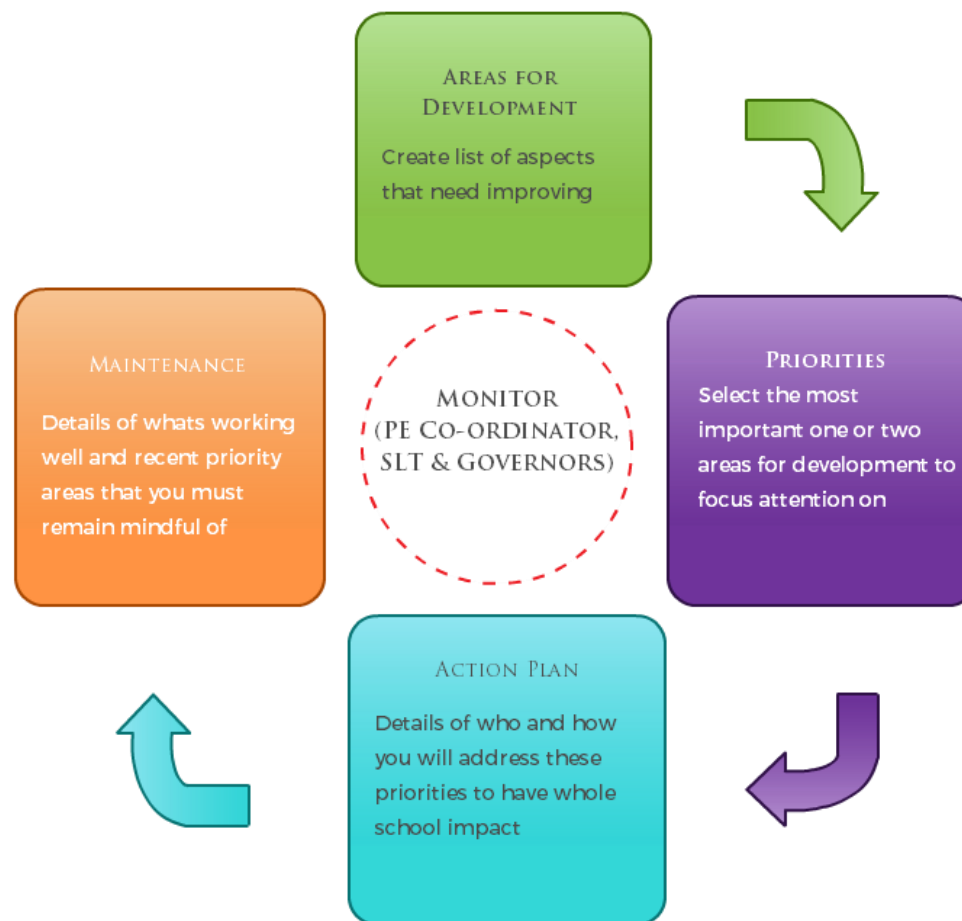 AREAS FOR
DEVELOPMENT
Create list of aspects
that need improving
PRIORITIES
Select the most
important one or two
areas for development to
focus attention on
ACTION PLAN
Details of who and how
you will address these
priorities to have whole
school impact
MAINTENANCE
Details of whats working
well and recent priority
areas that you must
remain mindful of
MONITOR
(PE CO-ORDINATOR,
SLT & GOVERNORS)